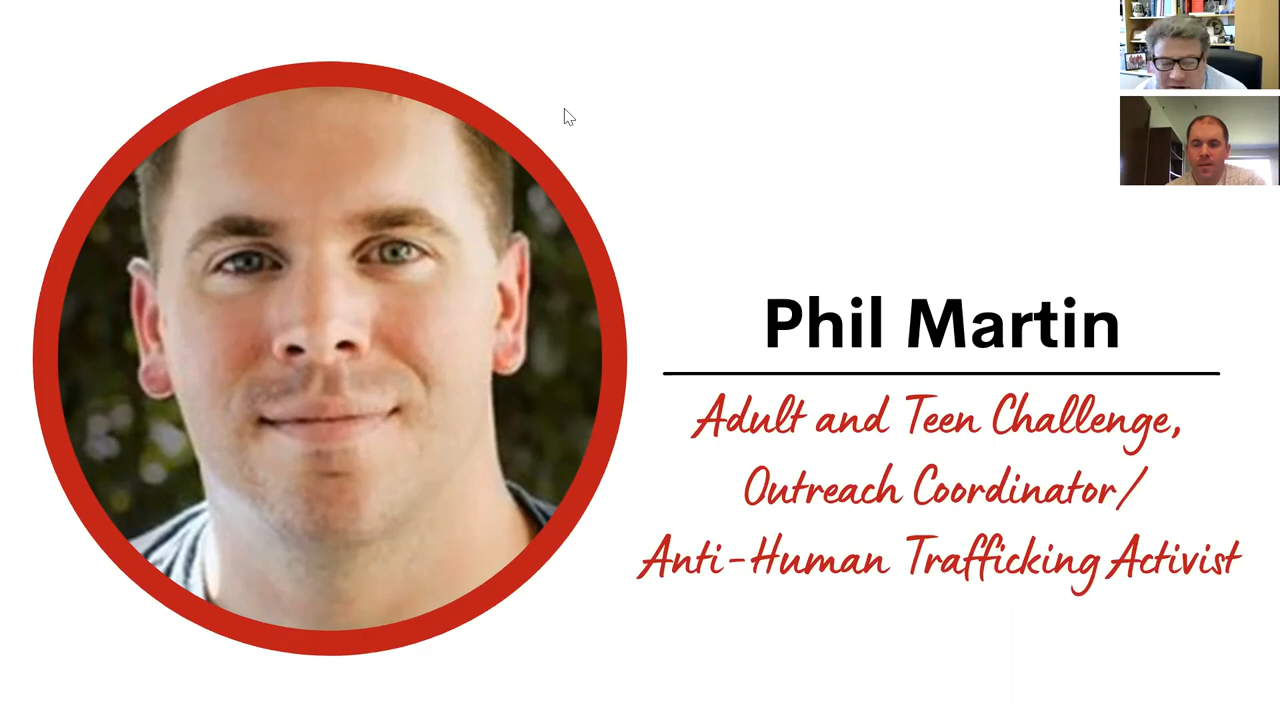 Phil Martin
Adult and Teen Challenge,
Outreach Coordinator/
Anti-Human Trafficking Activist